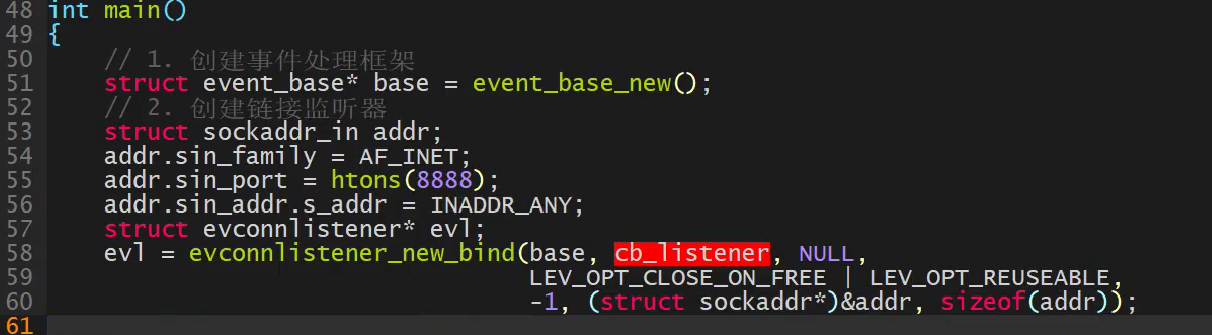 48 int main()
49 {
50     // 1. 创建事件处理框架
51     struct event_base* base = event_base_new();
52     // 2. 创建链接监听器
53     struct sockaddr_in addr;
54     addr.sin_family = AF_INET;
55     addr.sin_port = htons(8888);
56     addr.sin_addr.s_addr = INADDR_ANY;
57     struct evconnlistener* evl;
58     evl = evconnlistener_new_bind(base, cb_listener, NULL,
59                                   LEV_OPT_CLOSE_ON_FREE | LEV_OPT_REUSEABLE,
60                                   -1, (struct sockaddr*)&addr, sizeof(addr));
61